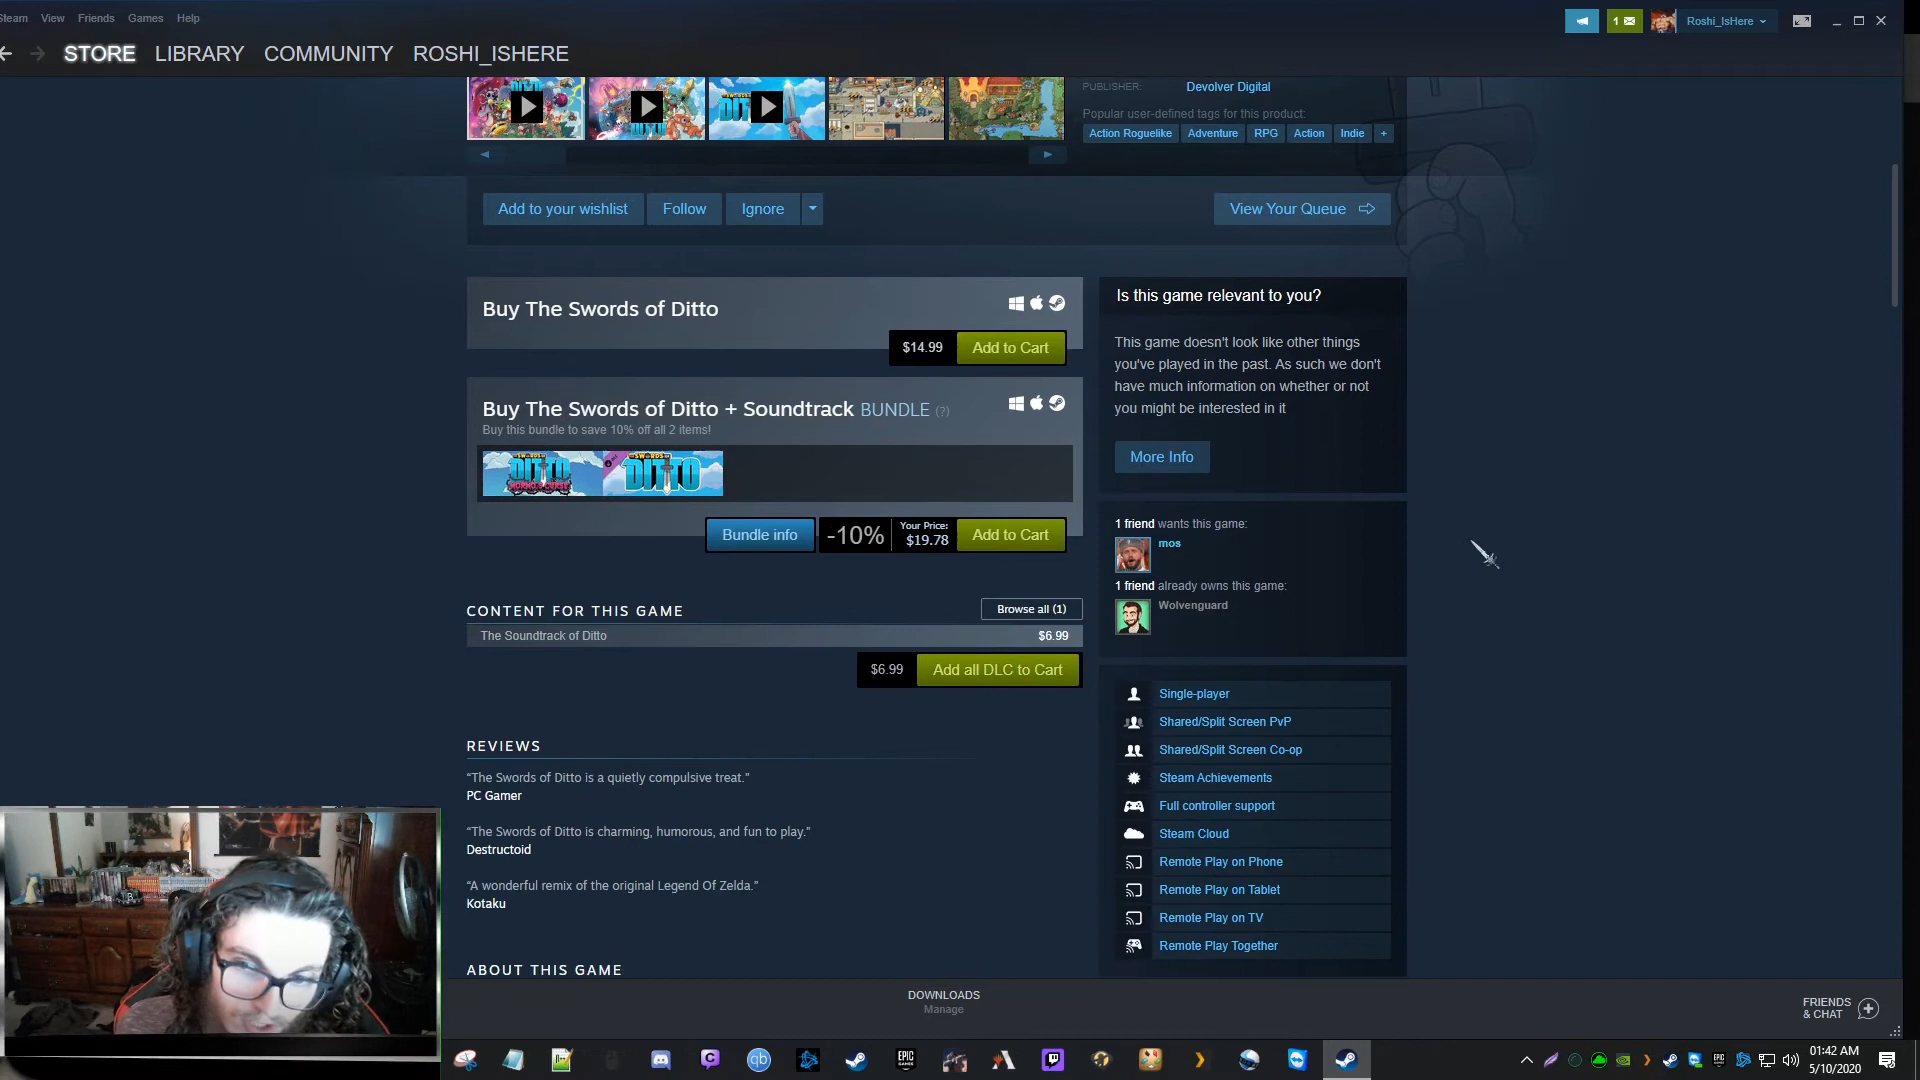 Steam View Friends Games Help
1
Roshi_IsHere
STORE LIBRARY COMMUNITY ROSHI_ISHERE
PUBLISHER: Devolver Digital
Popular user-defined tags for this product:
Action Roguelike Adventure RPG Action Indie +
Add to your wishlist Follow Ignore
View Your Queue
Buy The Swords of Ditto
$14.99 Add to Cart
Buy The Swords of Ditto + Soundtrack BUNDLE (?)
Buy this bundle to save 10% off all 2 items!
DITTO
DITTO
Bundle info -10% Your Price: $19.78 Add to Cart
CONTENT FOR THIS GAME Browse all (1)
The Soundtrack of Ditto $6.99
$6.99 Add all DLC to Cart
REVIEWS
“The Swords of Ditto is a quietly compulsive treat.”
PC Gamer
“The Swords of Ditto is charming, humorous, and fun to play.”
Destructoid
“A wonderful remix of the original Legend Of Zelda.”
Kotaku
ABOUT THIS GAME
Is this game relevant to you?
This game doesn't look like other things
you've played in the past. As such we don't
have much information on whether or not
you might be interested in it
More Info
1 friend wants this game:
mos
1 friend already owns this game:
Wolvenguard
Single-player
Shared/Split Screen PvP
Shared/Split Screen Co-op
Steam Achievements
Full controller support
Steam Cloud
Remote Play on Phone
Remote Play on Tablet
Remote Play on TV
Remote Play Together
DOWNLOADS
Manage
FRIENDS
& CHAT
01:42 AM
5/10/2020